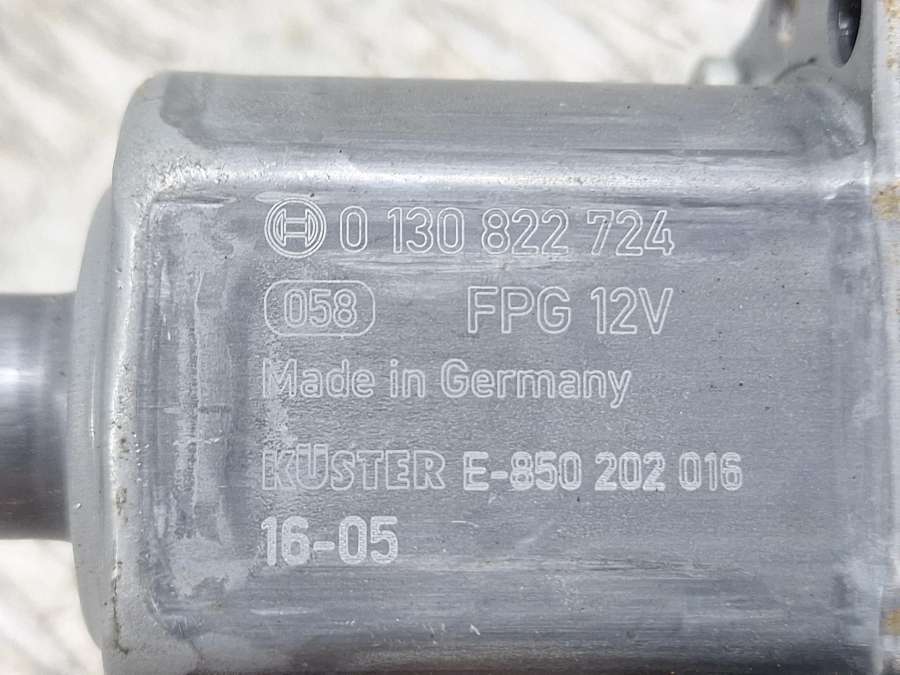 0 130 822 724
058 FPG 12V
Made in Germany
KÜSTER E-850 202 016
16-05